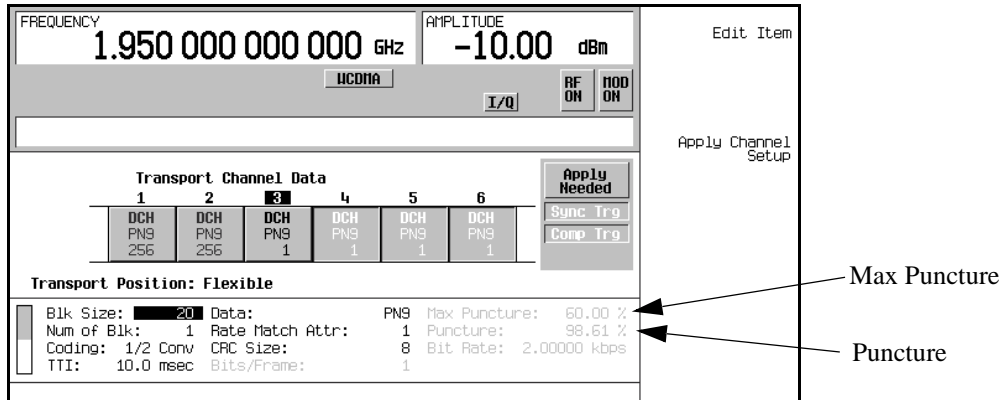 FREQUENCY
1.950 000 000 000 GHz
AMPLITUDE
-10.00 dBm
WCDMA
I/Q
RF ON
MOD ON
Edit Item
Apply Channel Setup
Transport Channel Data
1 2 3 4 5 6
DCH DCH DCH DCH DCH DCH
PN9 PN9 PN9 PN9 PN9 PN9
256 256 1 1 1 1
Apply Needed
Sync Trg
Comp Trg
Transport Position: Flexible
Blk Size: 20 Data: PN9 Max Puncture: 60.00 %
Num of Blk: 1 Rate Match Attr: 1 Puncture: 98.61 %
Coding: 1/2 Conv CRC Size: 8 Bit Rate: 2.00000 kbps
TTI: 10.0 msec Bits/Frame: 1
Max Puncture
Puncture